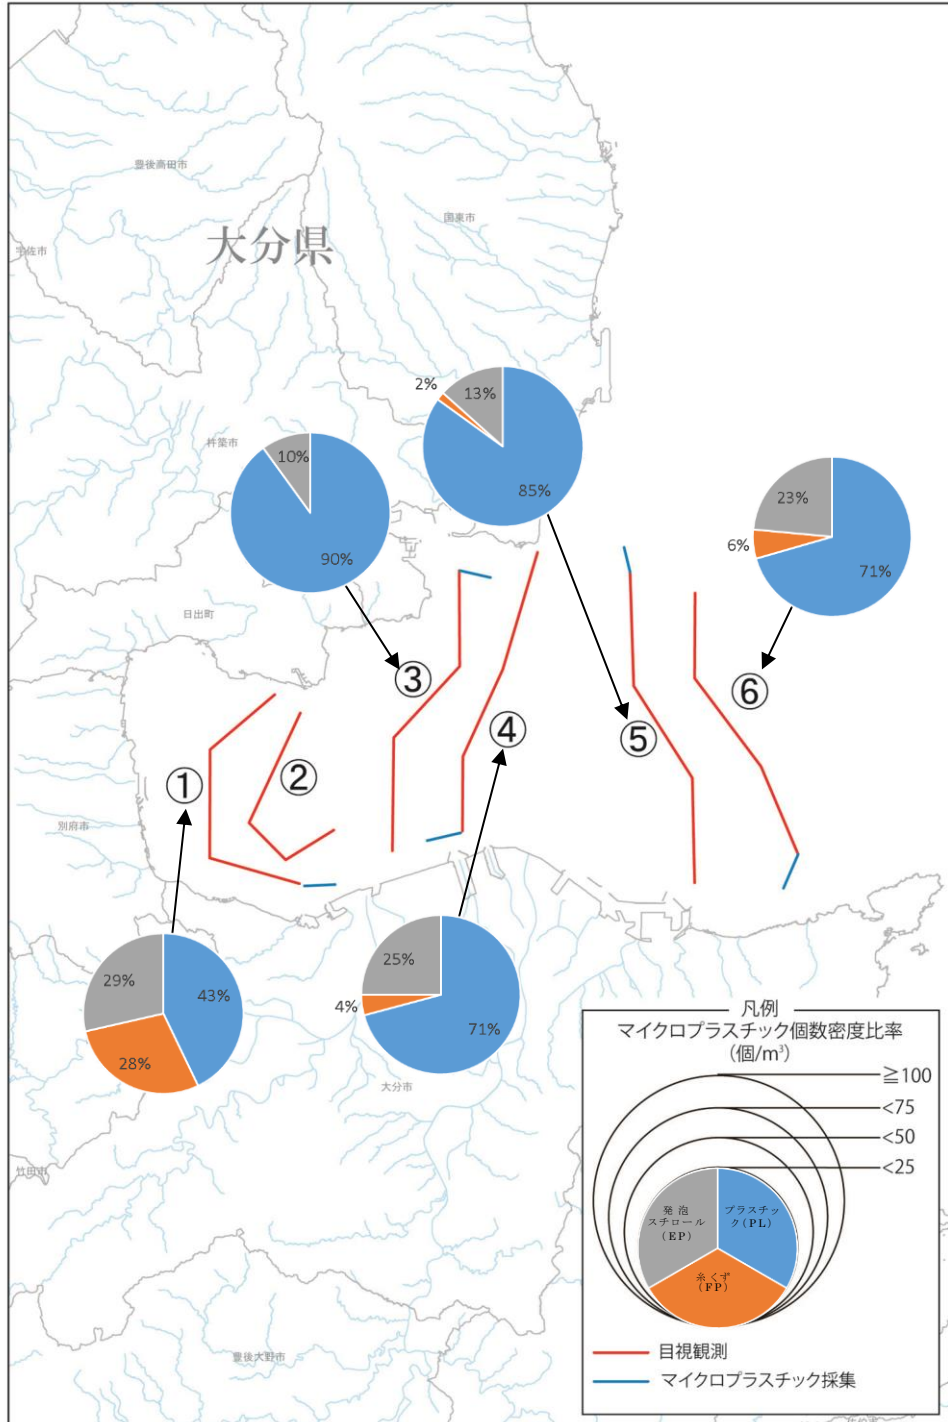 豊後高田市
国東市
宇佐市
大分県
2%
13%
85%
杵築市
10%
90%
23%
6%
71%
日出町
③
④
⑤
⑥
①
②
別府市
29%
43%
28%
25%
4%
71%
大分市
竹田市
豊後大野市
凡例
マイクロプラスチック個数密度比率
(個/m³)
≧100
<75
<50
<25
発泡
スチロール
(EP)
プラスチッ
ク(PL)
糸くず
(FP)
目視観測
マイクロプラスチック採集